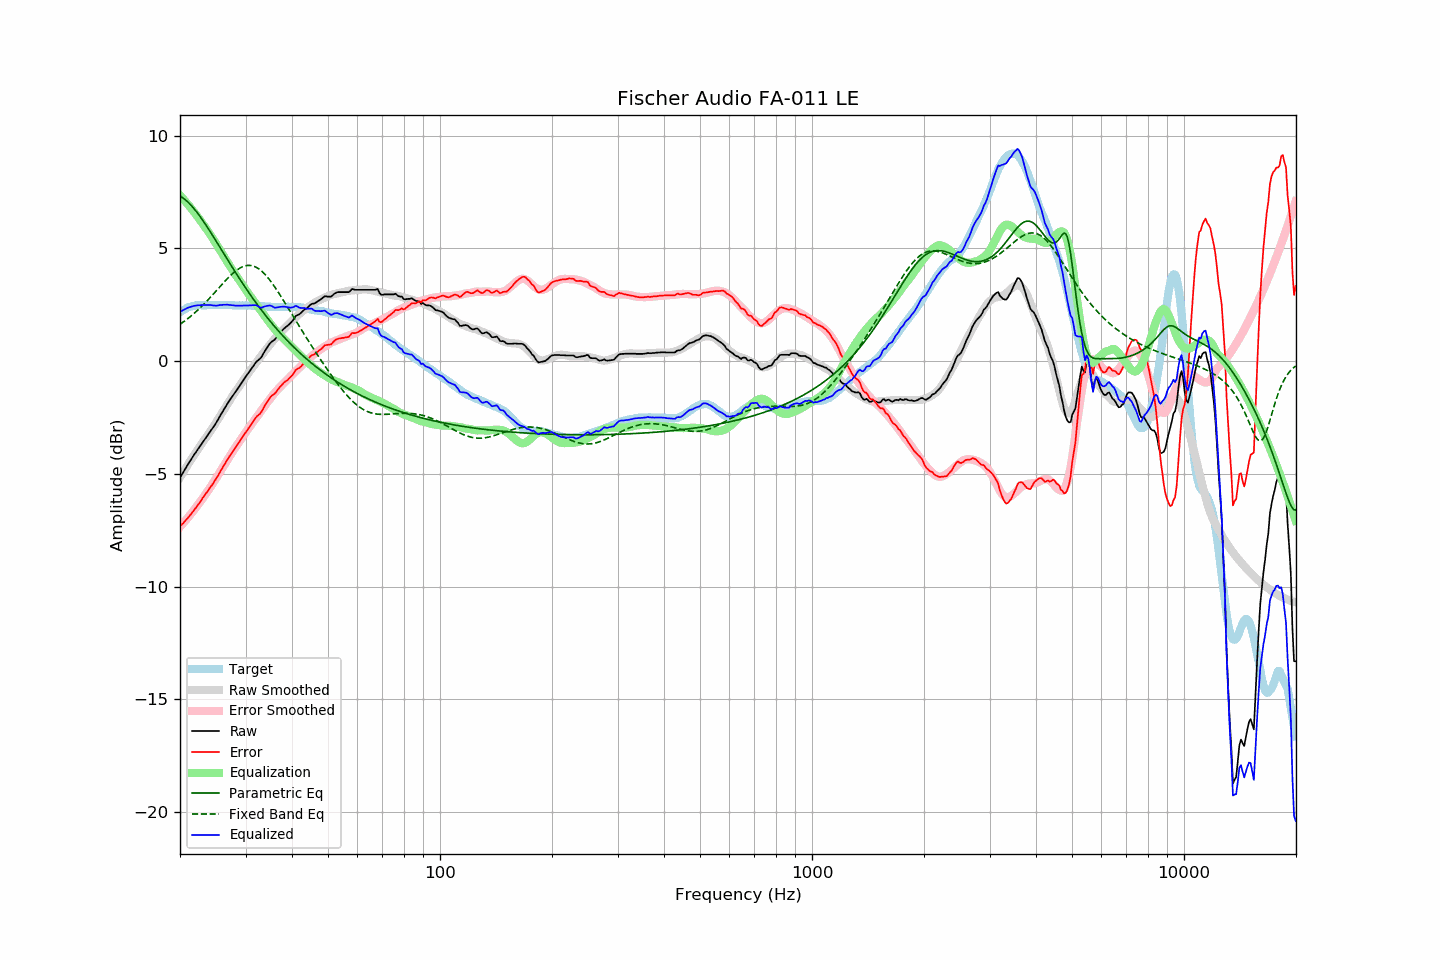 Fischer Audio FA-011 LE
10
5
0
−5
−10
−15
−20
Amplitude (dBr)
Target
Raw Smoothed
Error Smoothed
Raw
Error
Equalization
Parametric Eq
Fixed Band Eq
Equalized
100
1000
10000
Frequency (Hz)